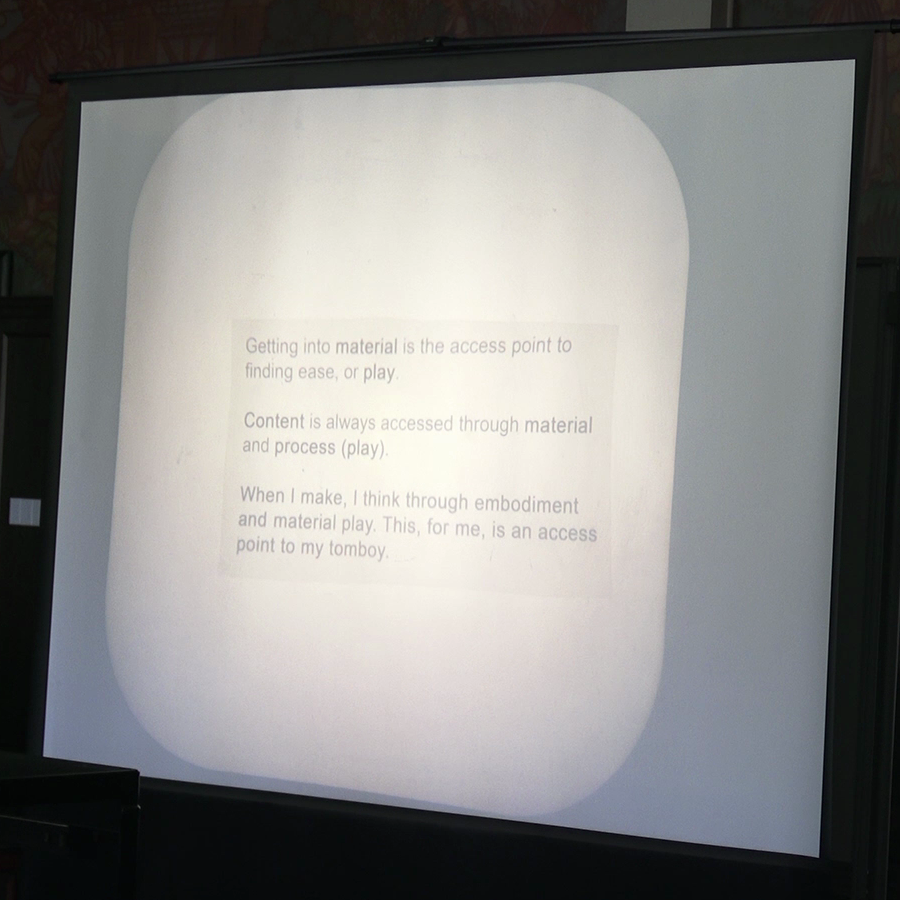 Getting into material is the access point to
finding ease, or play.
Content is always accessed through material
and process (play).
When I make, I think through embodiment
and material play. This, for me, is an access
point to my tomboy.